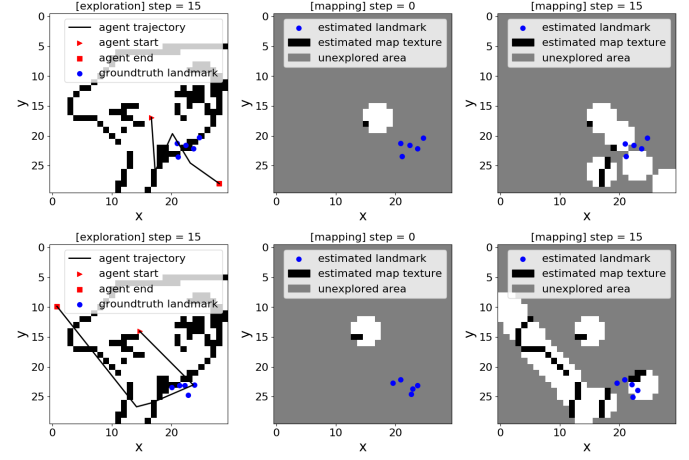 [exploration] step = 15
agent trajectory
agent start
agent end
groundtruth landmark
0
5
10
15
20
25
y
0
10
20
x
[mapping] step = 0
estimated landmark
estimated map texture
unexplored area
0
5
10
15
20
25
y
0
10
20
x
[mapping] step = 15
estimated landmark
estimated map texture
unexplored area
0
5
10
15
20
25
y
0
10
20
x
[exploration] step = 15
agent trajectory
agent start
agent end
groundtruth landmark
0
5
10
15
20
25
y
0
10
20
x
[mapping] step = 0
estimated landmark
estimated map texture
unexplored area
0
5
10
15
20
25
y
0
10
20
x
[mapping] step = 15
estimated landmark
estimated map texture
unexplored area
0
5
10
15
20
25
y
0
10
20
x